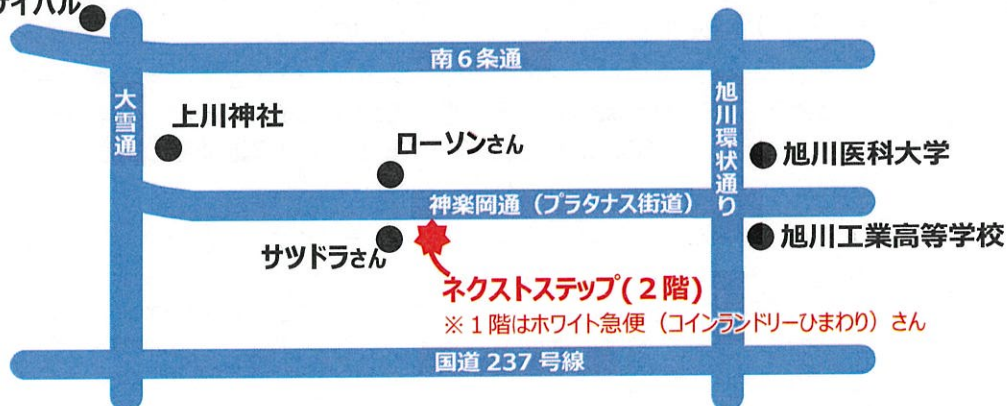 サイパル
南6条通
大雪通
旭川環状通り
上川神社
ローソンさん
旭川医科大学
神楽岡通（プラタナス街道）
サツドラさん
旭川工業高等学校
ネクストステップ(２階)
※１階はホワイト急便（コインランドリーひまわり）さん
国道237号線